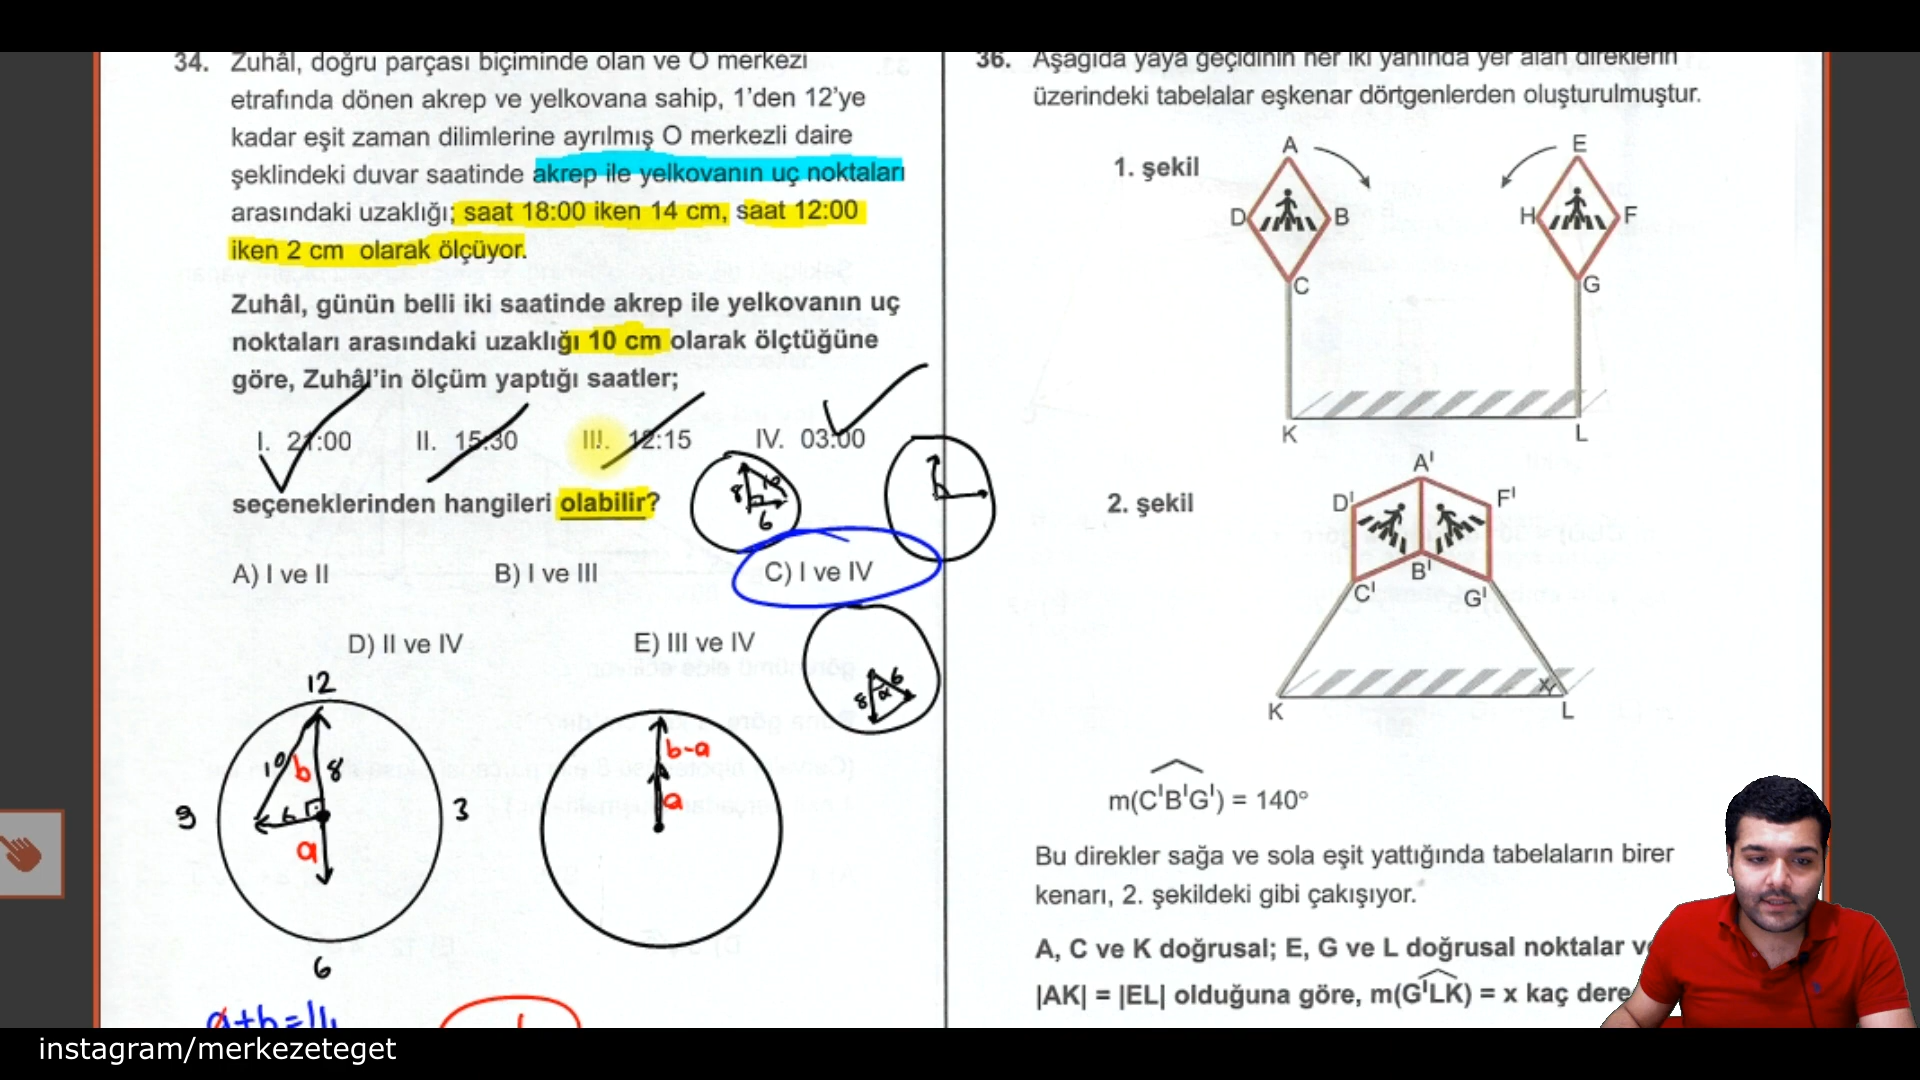 34. Zuhâl, doğru parçası biçiminde olan ve O merkezi
etrafında dönen akrep ve yelkovana sahip, 1'den 12'ye
kadar eşit zaman dilimlerine ayrılmış O merkezli daire
şeklindeki duvar saatinde akrep ile yelkovanın uç noktaları
arasındaki uzaklığı; saat 18:00 iken 14 cm, saat 12:00
iken 2 cm olarak ölçüyor.
Zuhâl, günün belli iki saatinde akrep ile yelkovanın uç
noktaları arasındaki uzaklığı 10 cm olarak ölçtüğüne
göre, Zuhâl'in ölçüm yaptığı saatler;
I. 21:00 II. 15:30 III. 12:15 IV. 03:00
seçeneklerinden hangileri olabilir?
8 10 6
A) I ve II B) I ve III C) I ve IV
D) II ve IV E) III ve IV
8 α 6
12
10 b 8
6
9 3
a
6
b-a
a
a+b=14
36. Aşağıda yaya geçidinin her iki yanında yer alan direklerin
üzerindeki tabelalar eşkenar dörtgenlerden oluşturulmuştur.
1. şekil
A E
D B H F
C G
K L
2. şekil
A'
D' F'
B'
C' G'
x
K L
m(C'B'G') = 140°
Bu direkler sağa ve sola eşit yattığında tabelaların birer
kenarı, 2. şekildeki gibi çakışıyor.
A, C ve K doğrusal; E, G ve L doğrusal noktalar
|AK| = |EL| olduğuna göre, m(G'LK) = x kaç
instagram/merkezeteget